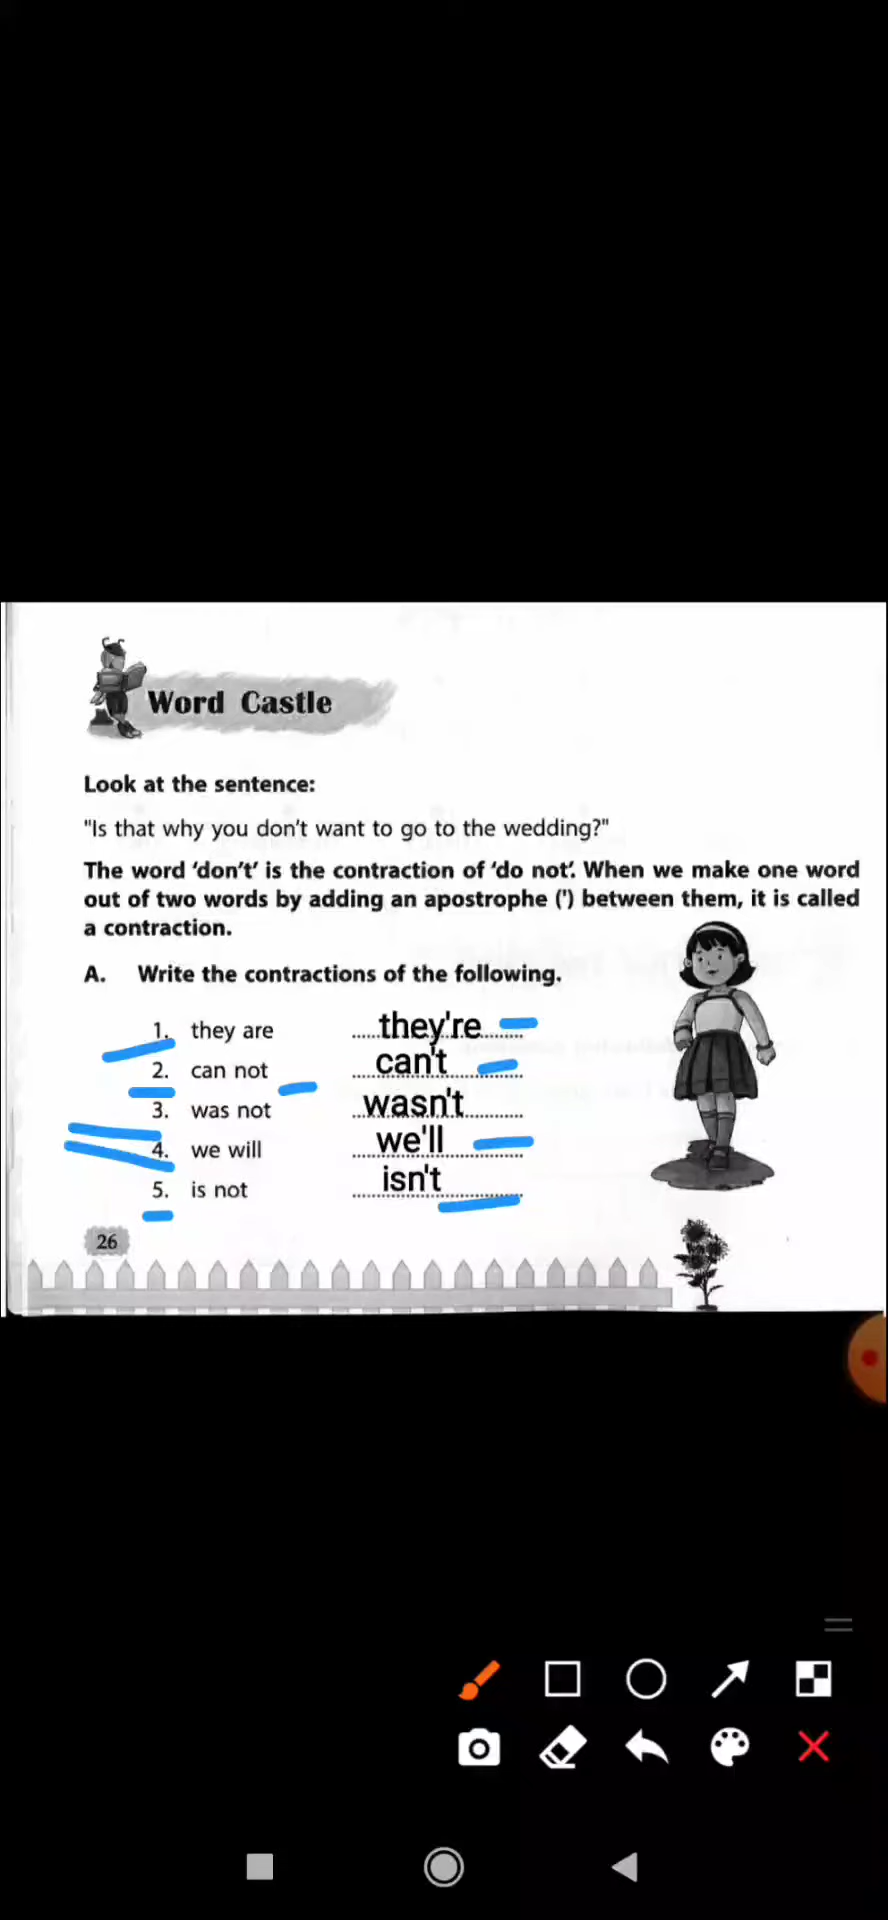 Word Castle
Look at the sentence:
"Is that why you don't want to go to the wedding?"
The word ‘don’t’ is the contraction of ‘do not’. When we make one word
out of two words by adding an apostrophe (') between them, it is called
a contraction.
A. Write the contractions of the following.
1. they are they're
2. can not can't
3. was not wasn't
4. we will we'll
5. is not isn't
26